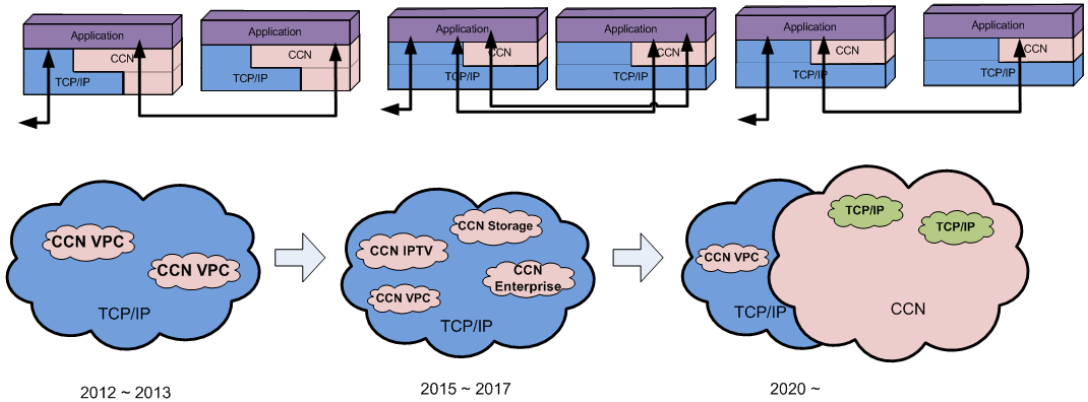 Application
CCN
TCP/IP
Application
CCN
TCP/IP
Application
CCN
TCP/IP
Application
CCN
TCP/IP
Application
CCN
TCP/IP
Application
CCN
TCP/IP
CCN VPC
CCN VPC
TCP/IP
CCN Storage
CCN IPTV
CCN
Enterprise
CCN VPC
TCP/IP
TCP/IP
TCP/IP
CCN VPC
TCP/IP
CCN
2012 ~ 2013
2015 ~ 2017
2020 ~